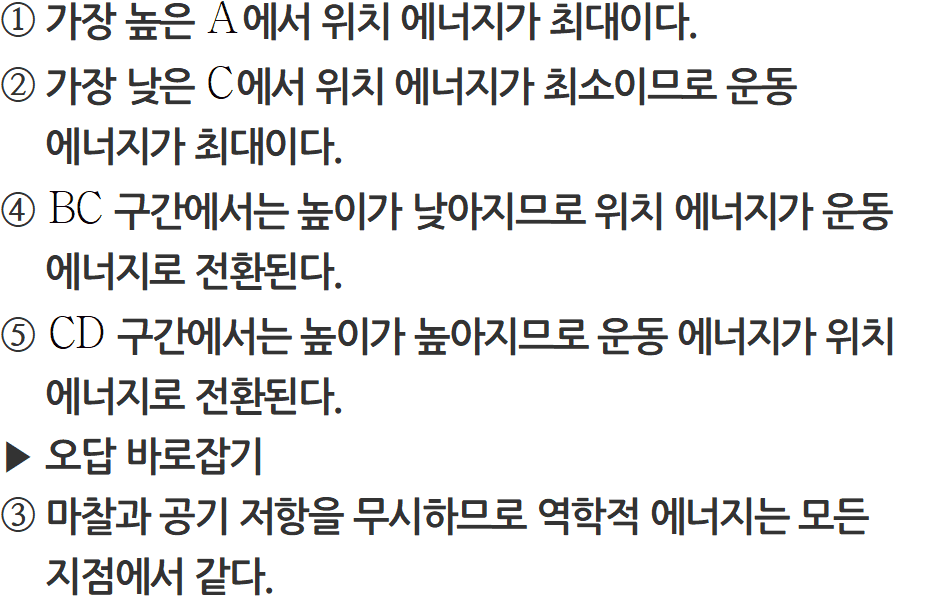 ① 가장 높은 A에서 위치 에너지가 최대이다.
② 가장 낮은 C에서 위치 에너지가 최소이므로 운동
에너지가 최대이다.
④ BC 구간에서는 높이가 낮아지므로 위치 에너지가 운동
에너지로 전환된다.
⑤ CD 구간에서는 높이가 높아지므로 운동 에너지가 위치
에너지로 전환된다.
▶ 오답 바로잡기
③ 마찰과 공기 저항을 무시하므로 역학적 에너지는 모든
지점에서 같다.